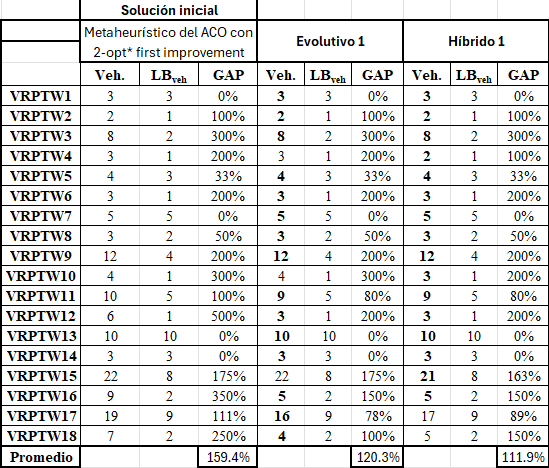 Solución inicial
Metaheurístico del ACO con 2-opt* first improvement Evolutivo 1 Híbrido 1
Veh. LBveh GAP Veh. LBveh GAP Veh. LBveh GAP
VRPTW1 3 3 0% 3 3 0% 3 3 0%
VRPTW2 2 1 100% 2 1 100% 2 1 100%
VRPTW3 8 2 300% 8 2 300% 8 2 300%
VRPTW4 3 1 200% 3 1 200% 2 1 100%
VRPTW5 4 3 33% 4 3 33% 4 3 33%
VRPTW6 3 1 200% 3 1 200% 3 1 200%
VRPTW7 5 5 0% 5 5 0% 5 5 0%
VRPTW8 3 2 50% 3 2 50% 3 2 50%
VRPTW9 12 4 200% 12 4 200% 12 4 200%
VRPTW10 4 1 300% 4 1 300% 3 1 200%
VRPTW11 10 5 100% 9 5 80% 9 5 80%
VRPTW12 6 1 500% 3 1 200% 3 1 200%
VRPTW13 10 10 0% 10 10 0% 10 10 0%
VRPTW14 3 3 0% 3 3 0% 3 3 0%
VRPTW15 22 8 175% 22 8 175% 21 8 163%
VRPTW16 9 2 350% 5 2 150% 5 2 150%
VRPTW17 19 9 111% 16 9 78% 17 9 89%
VRPTW18 7 2 250% 4 2 100% 5 2 150%
Promedio 159.4% 120.3% 111.9%